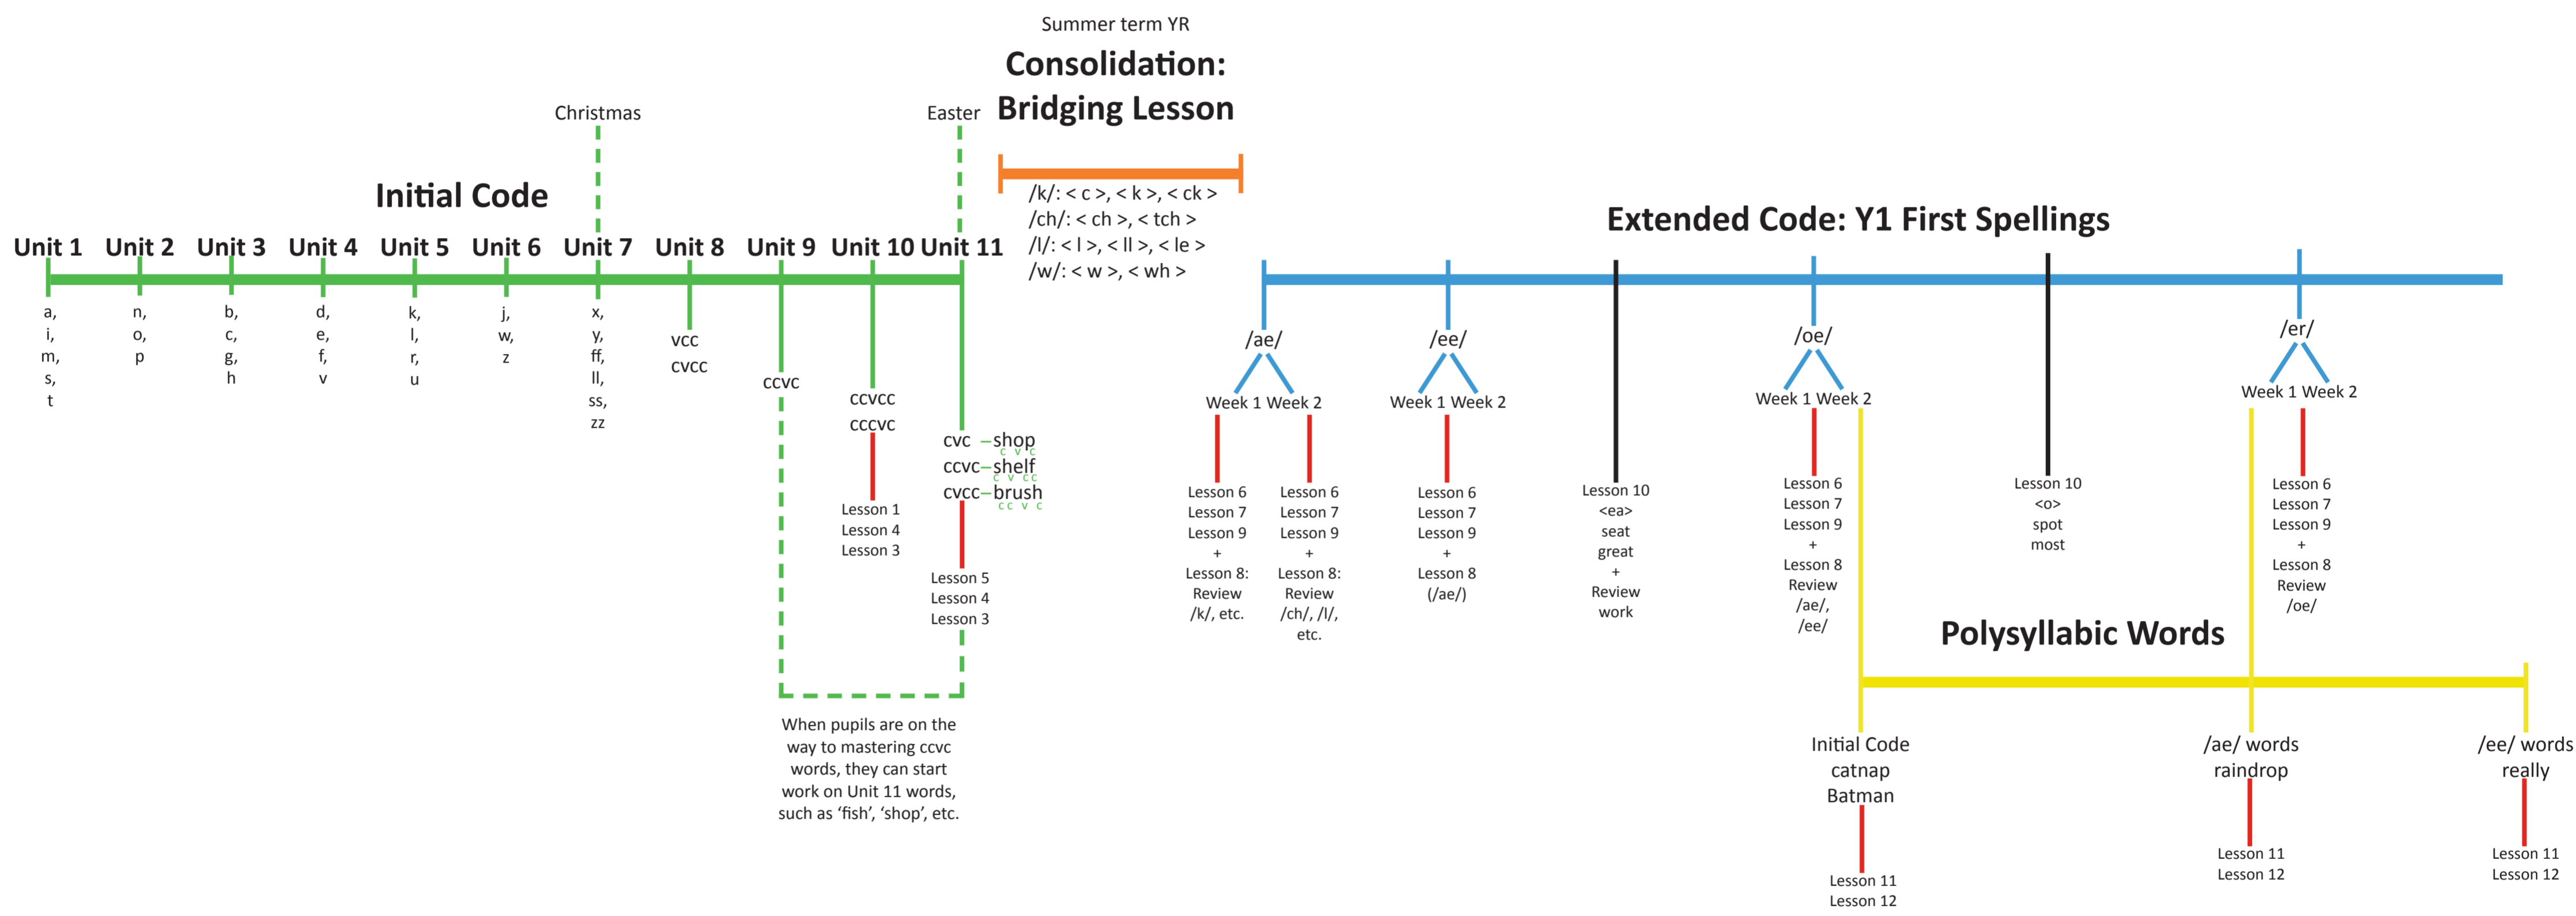 Summer term YR
Consolidation:
Bridging Lesson
Christmas
Easter
/k/: < c >, < k >, < ck >
/ch/: < ch >, < tch >
/l/: < l >, < ll >, < le >
/w/: < w >, < wh >
Initial Code
Unit 1 Unit 2 Unit 3 Unit 4 Unit 5 Unit 6 Unit 7 Unit 8 Unit 9 Unit 10 Unit 11
a,
i,
m,
s,
t
n,
o,
p
b,
c,
g,
h
d,
e,
f,
v
k,
l,
r,
u
j,
w,
z
x,
y,
ff,
ll,
ss,
zz
vcc
cvcc
ccvc
ccvcc
cccvc
Lesson 1
Lesson 4
Lesson 3
cvc – shop
c v c
ccvc – shelf
c v cc
cvcc – brush
cc v c
Lesson 5
Lesson 4
Lesson 3
When pupils are on the
way to mastering ccvc
words, they can start
work on Unit 11 words,
such as ‘fish’, ‘shop’, etc.
Extended Code: Y1 First Spellings
/ae/
Week 1 Week 2
Lesson 6
Lesson 7
Lesson 9
+
Lesson 8:
Review
/k/, etc.
Lesson 6
Lesson 7
Lesson 9
+
Lesson 8:
Review
/ch/, /l/,
etc.
/ee/
Week 1 Week 2
Lesson 6
Lesson 7
Lesson 9
+
Lesson 8
(/ae/)
Lesson 10
<ea>
seat
great
+
Review
work
/oe/
Week 1 Week 2
Lesson 6
Lesson 7
Lesson 9
+
Lesson 8
Review
/ae/,
/ee/
Lesson 10
<o>
spot
most
/er/
Week 1 Week 2
Lesson 6
Lesson 7
Lesson 9
+
Lesson 8
Review
/oe/
Polysyllabic Words
Initial Code
catnap
Batman
Lesson 11
Lesson 12
/ae/ words
raindrop
Lesson 11
Lesson 12
/ee/ words
really
Lesson 11
Lesson 12